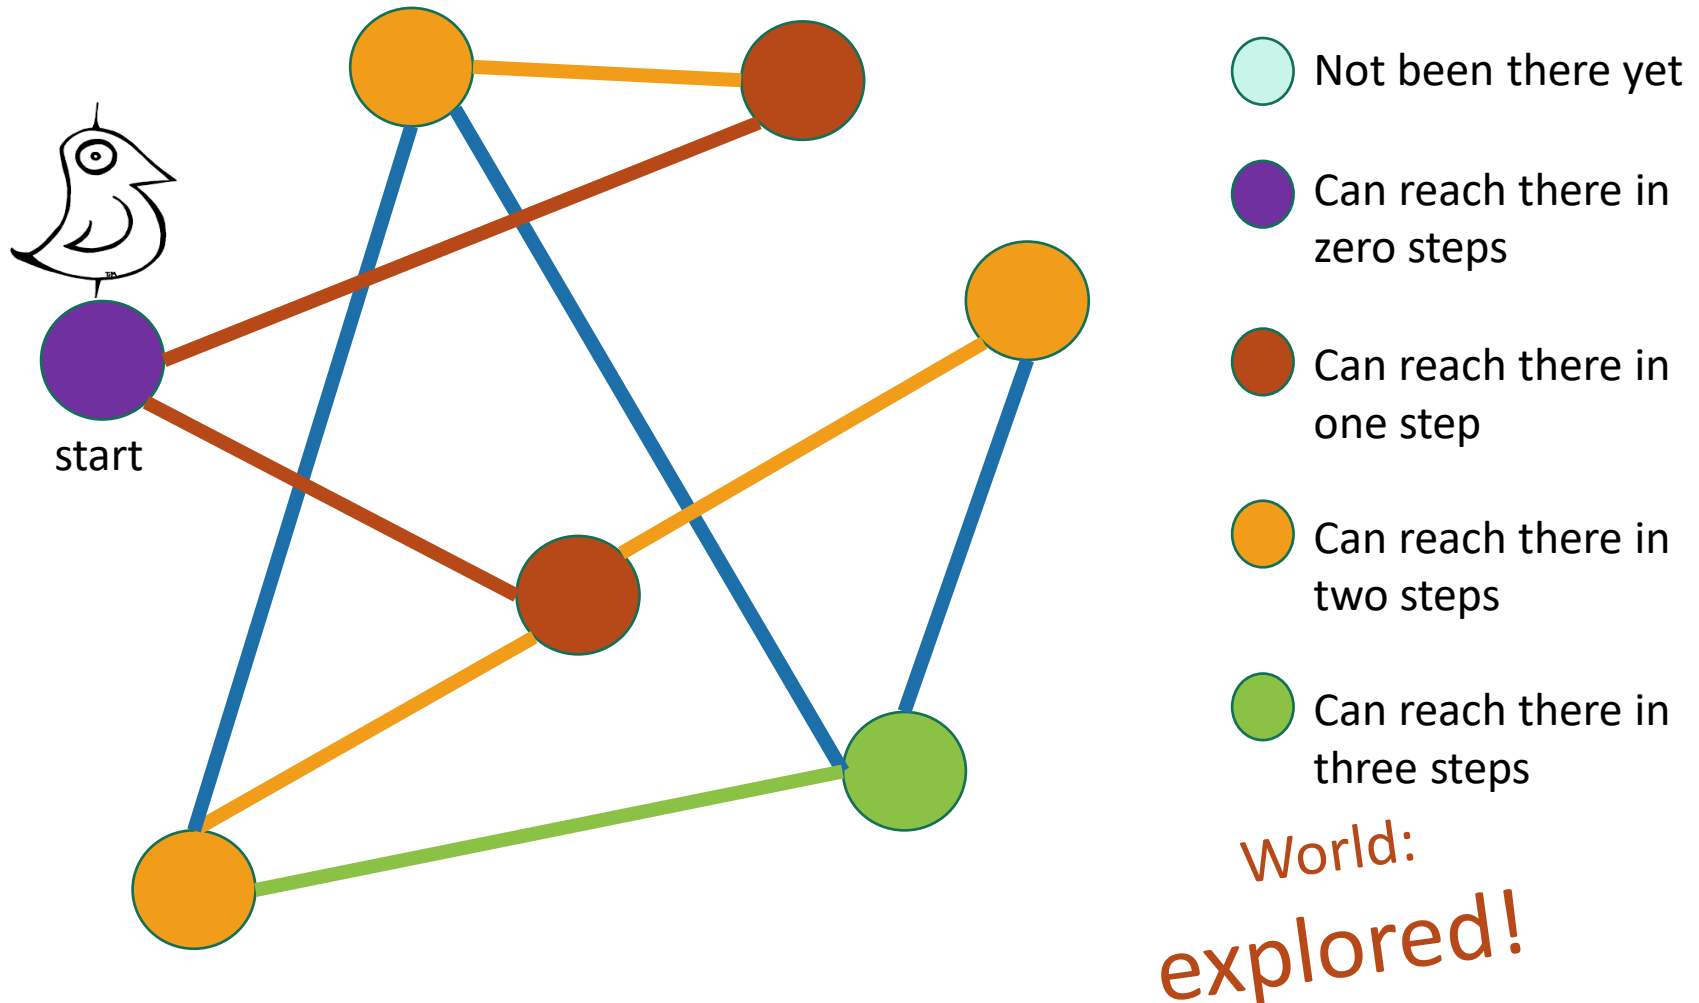 start
Not been there yet
Can reach there in
zero steps
Can reach there in
one step
Can reach there in
two steps
Can reach there in
three steps
World:
explored!